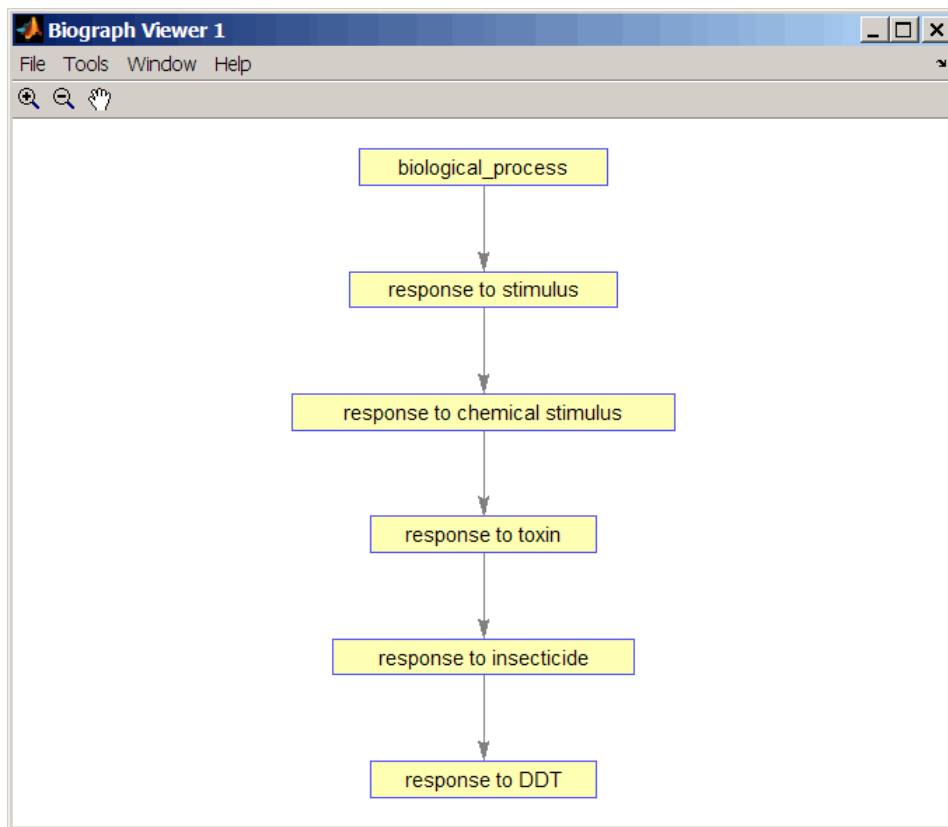 Biograph Viewer 1
File Tools Window Help
biological_process
response to stimulus
response to chemical stimulus
response to toxin
response to insecticide
response to DDT